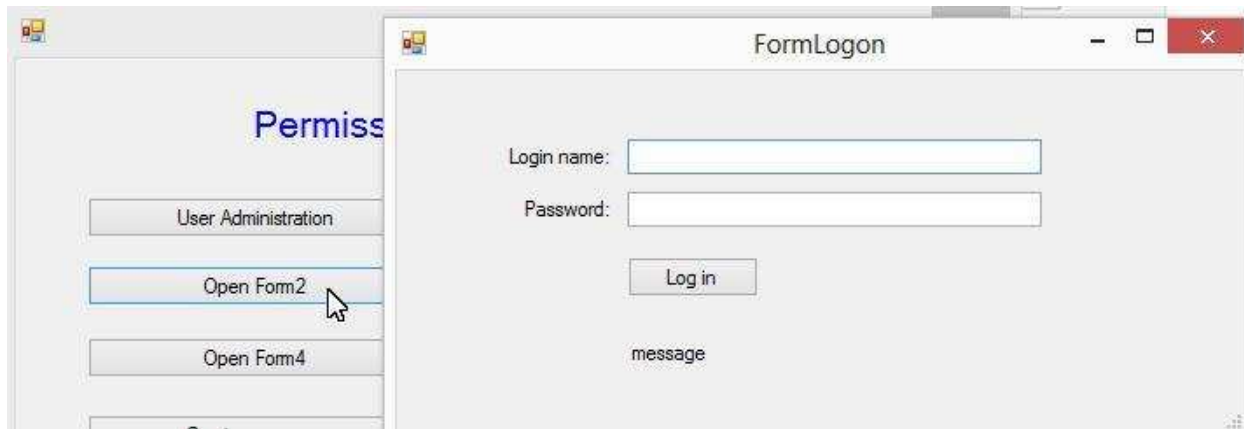 FormLogon
Permiss
Login name:
Password:
User Administration
Log in
Open Form2
message
Open Form4